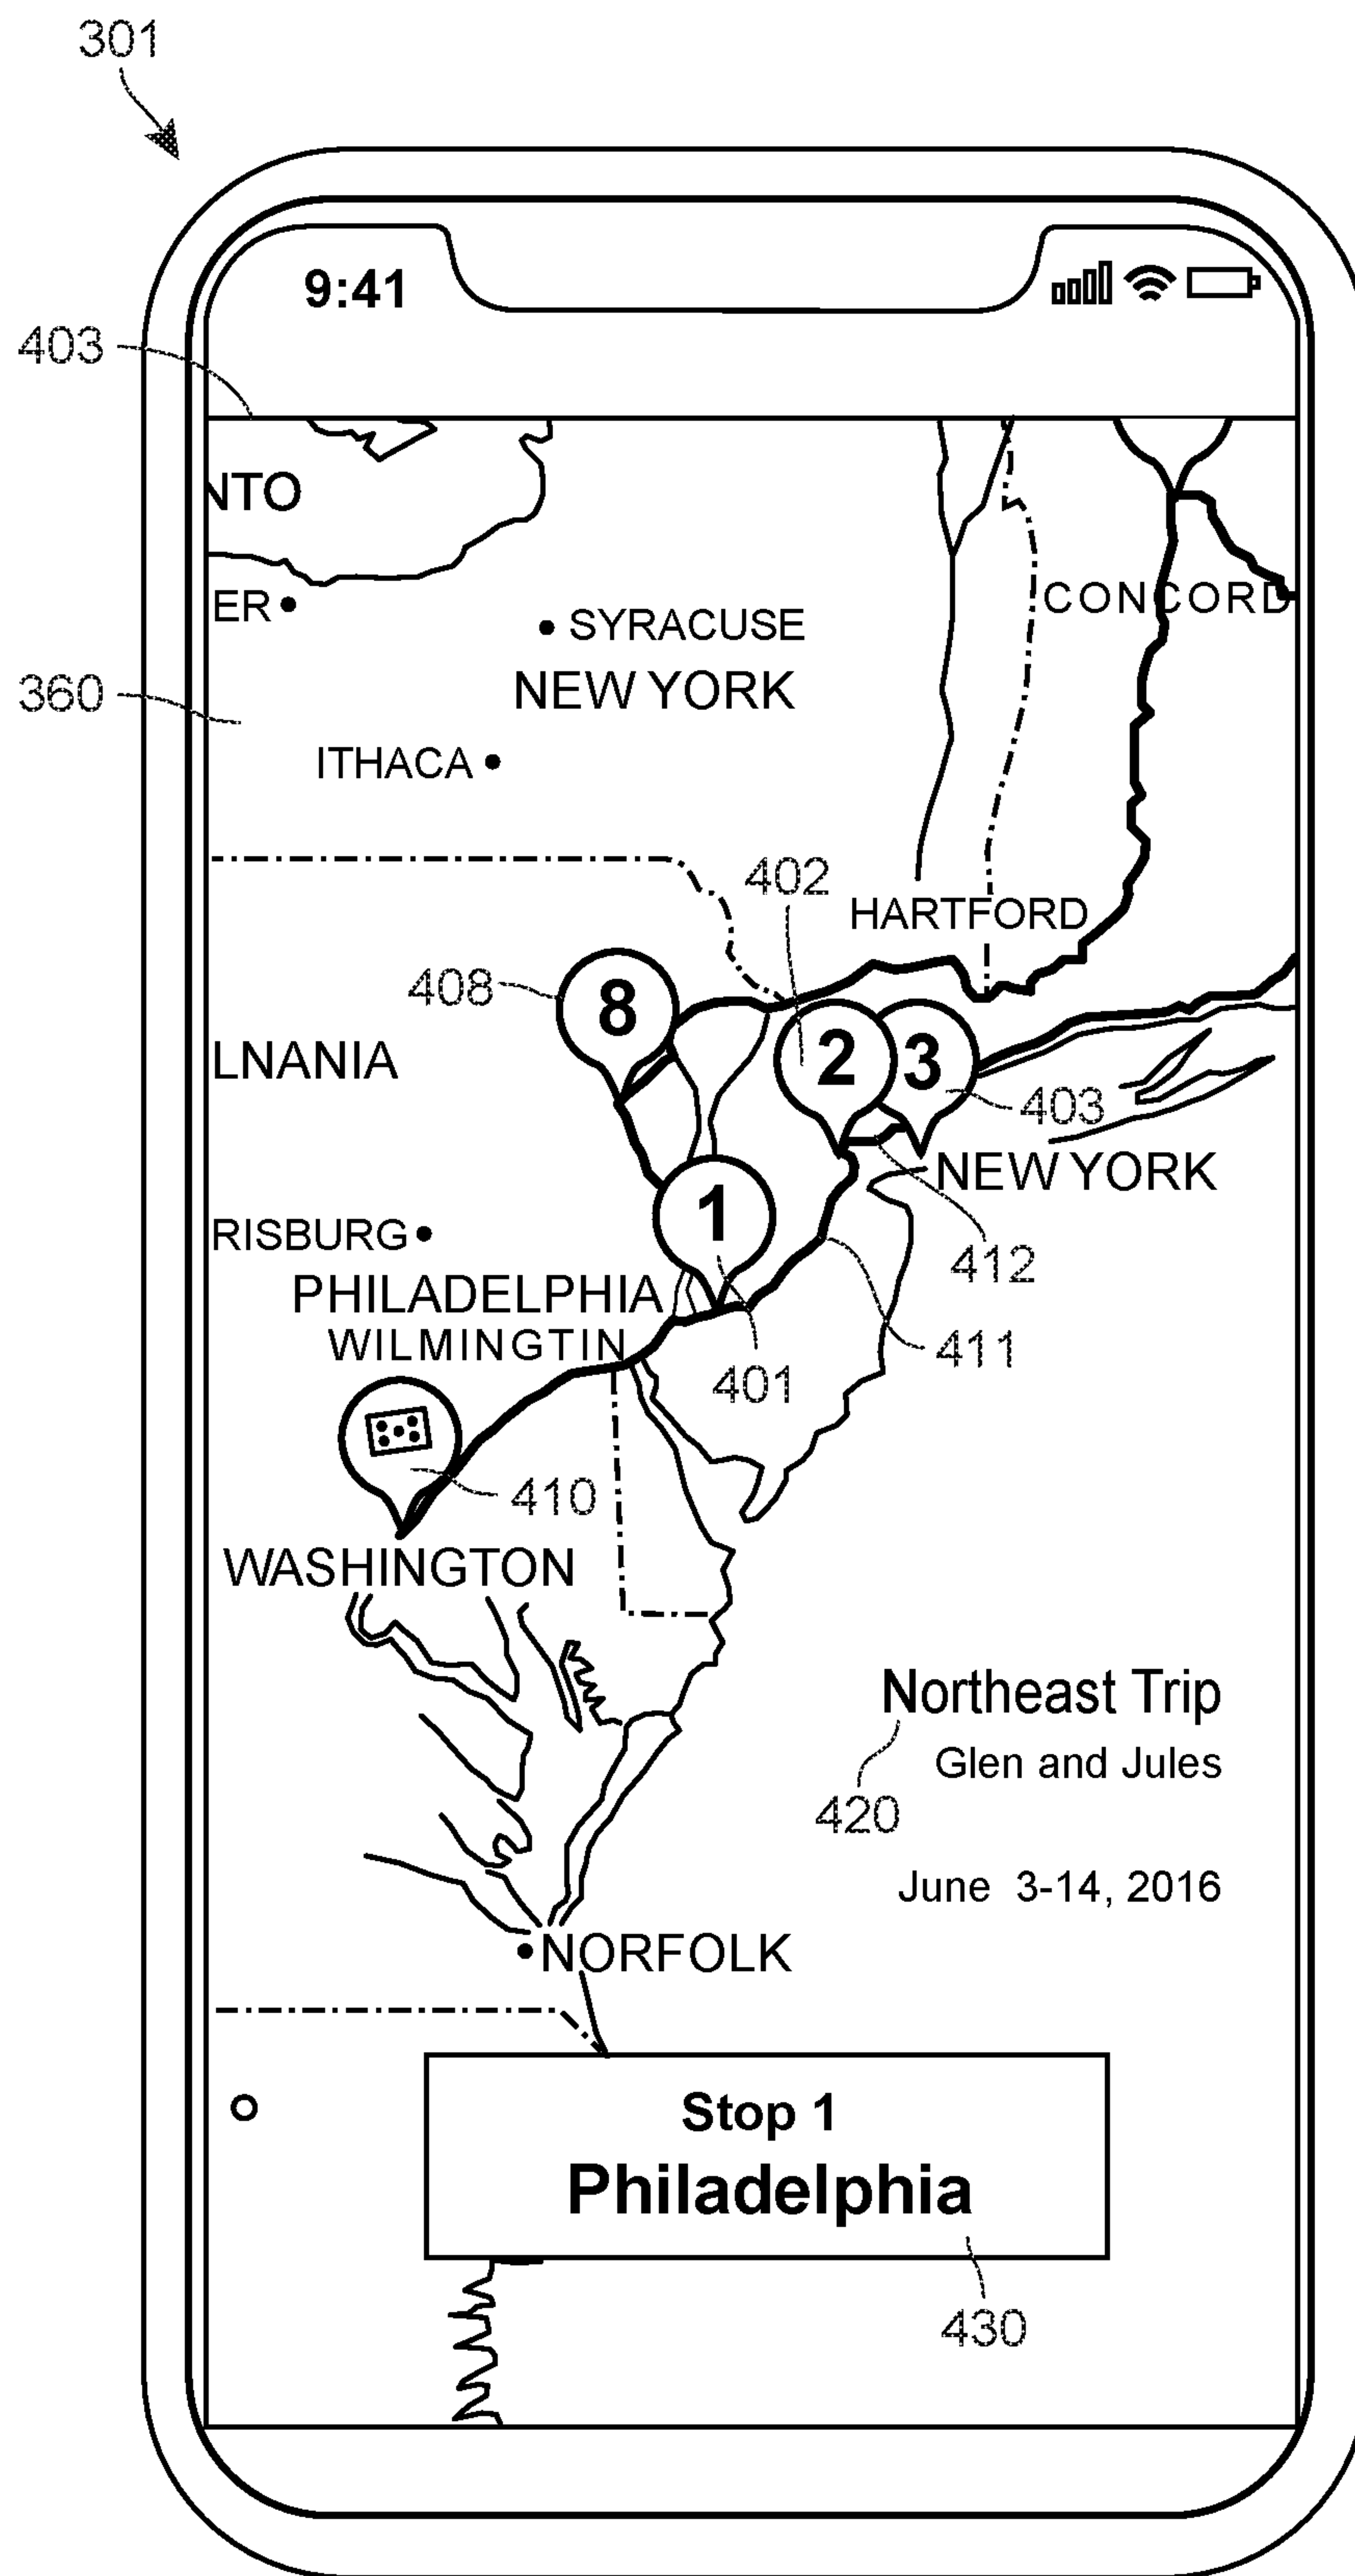 301
9:41
403
NTO
ER
CONCORD
SYRACUSE
NEW YORK
360
ITHACA
402
HARTFORD
408
8
2
3
LNANIA
403
NEW YORK
1
RISBURG
412
PHILADELPHIA
WILMINGTIN
411
401
410
WASHINGTON
Northeast Trip
Glen and Jules
420
June 3-14, 2016
NORFOLK
Stop 1
Philadelphia
430